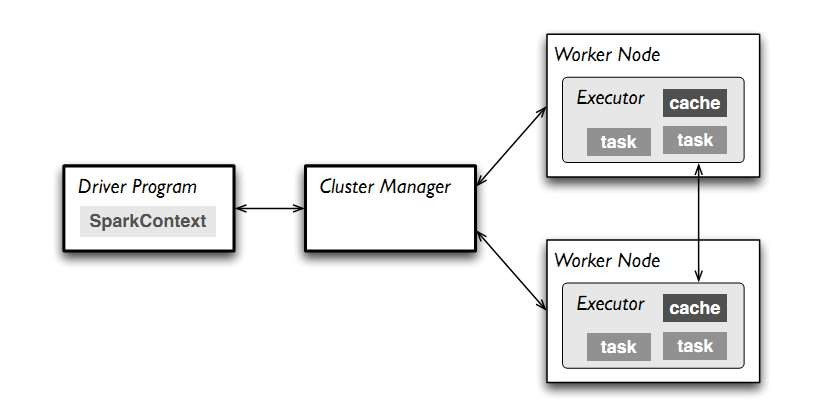 Driver Program
SparkContext
Cluster Manager
Worker Node
Executor
cache
task
task
Worker Node
Executor
cache
task
task